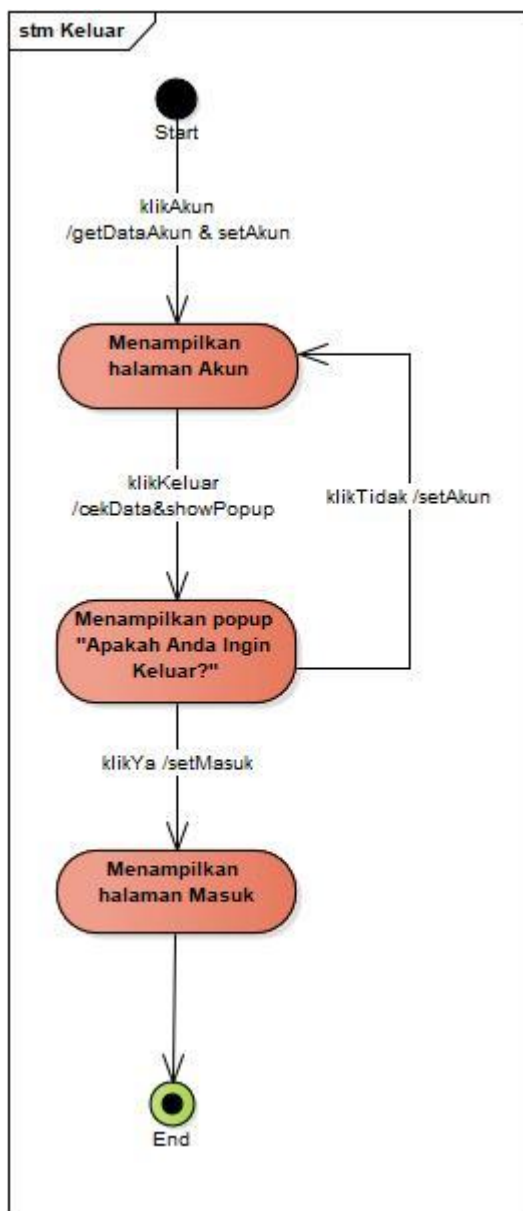 stm Keluar
Start
klikAkun
/getDataAkun & setAkun
Menampilkan
halaman Akun
klikKeluar
/cekData&showPopup
klikTidak /setAkun
Menampilkan popup
"Apakah Anda Ingin
Keluar?"
klikYa /setMasuk
Menampilkan
halaman Masuk
End